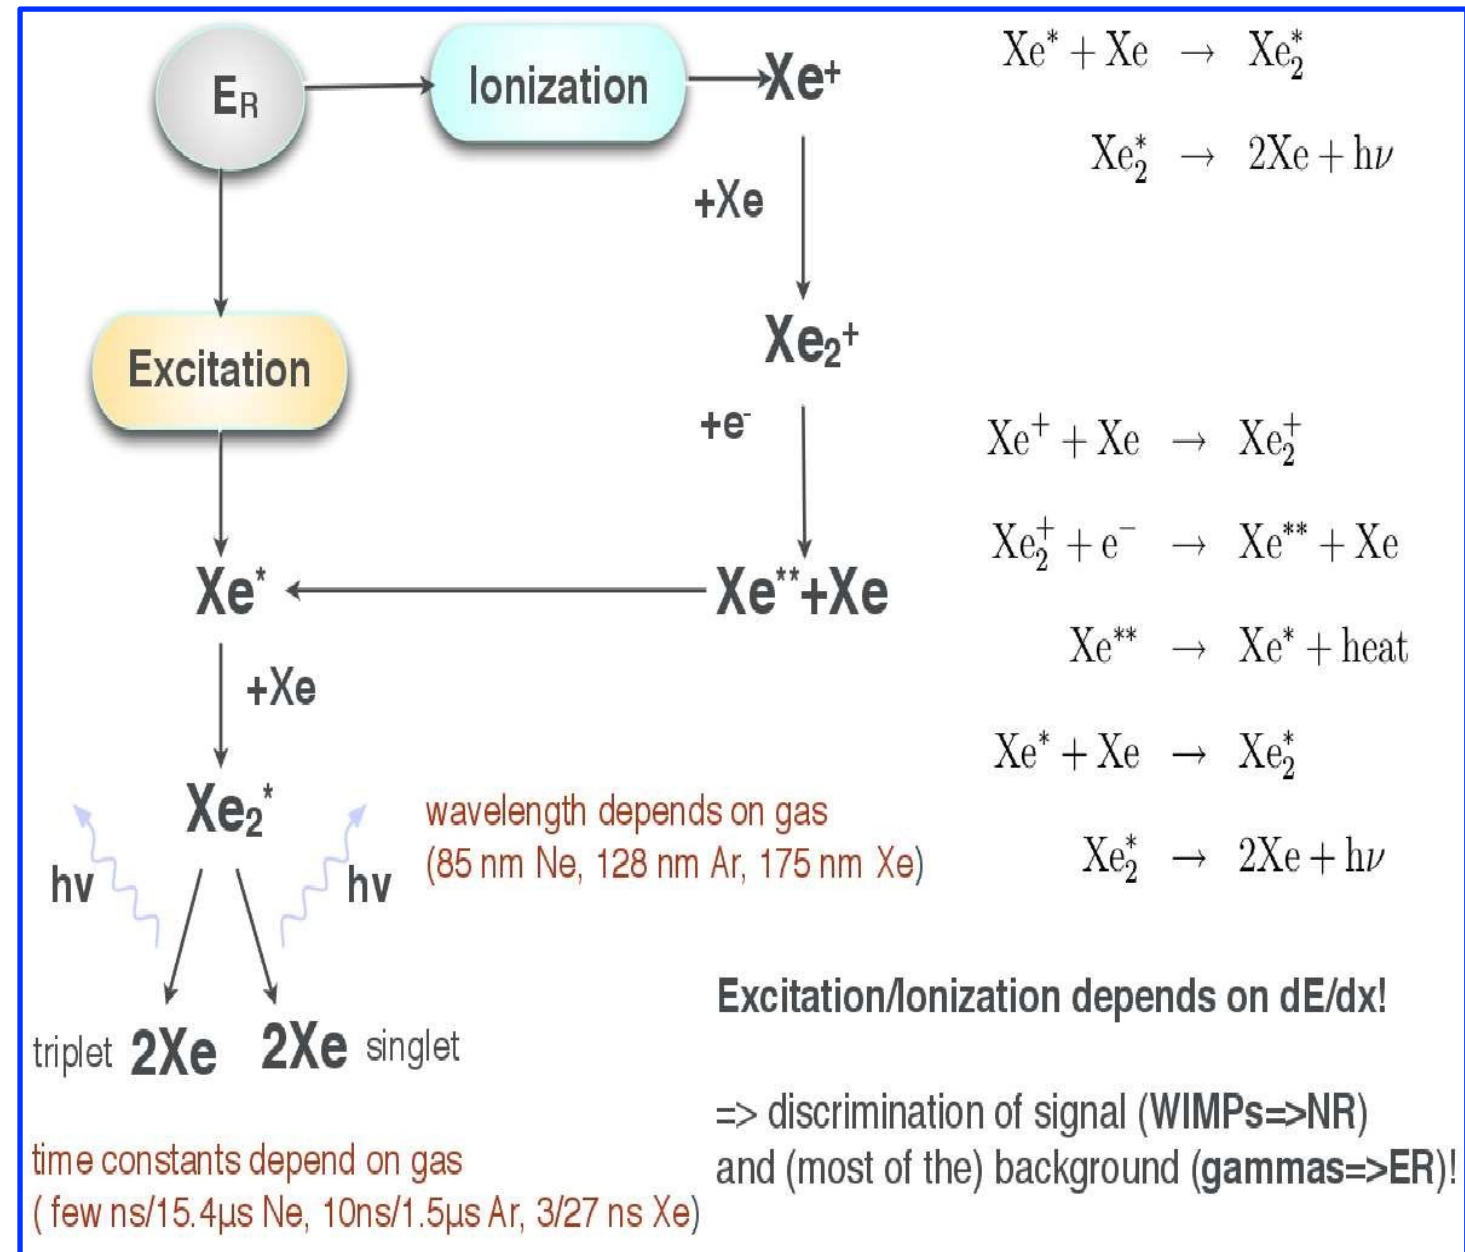 E_R
Ionization
Xe⁺
Xe* + Xe → Xe₂*
Xe₂* → 2Xe + hν
+Xe
Xe₂⁺
Excitation
+e⁻
Xe⁺ + Xe → Xe₂⁺
Xe₂⁺ + e⁻ → Xe** + Xe
Xe*
Xe**+Xe
Xe** → Xe* + heat
+Xe
Xe* + Xe → Xe₂*
Xe₂*
wavelength depends on gas
(85 nm Ne, 128 nm Ar, 175 nm Xe)
hν
hν
Xe₂* → 2Xe + hν
Excitation/Ionization depends on dE/dx!
triplet 2Xe 2Xe singlet
=> discrimination of signal (WIMPs=>NR)
and (most of the) background (gammas=>ER)!
time constants depend on gas
( few ns/15.4μs Ne, 10ns/1.5μs Ar, 3/27 ns Xe)